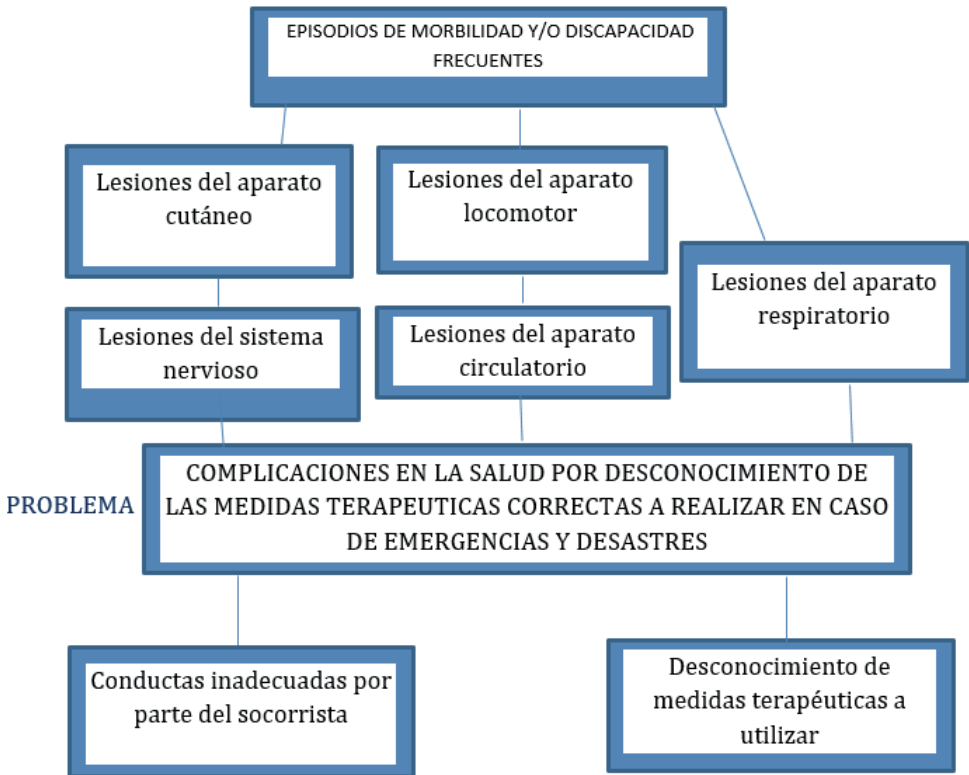 EPISODIOS DE MORBILIDAD Y/O DISCAPACIDAD
FRECUENTES
Lesiones del aparato
cutáneo
Lesiones del aparato
locomotor
Lesiones del aparato
respiratorio
Lesiones del sistema
nervioso
Lesiones del aparato
circulatorio
PROBLEMA
COMPLICACIONES EN LA SALUD POR DESCONOCIMIENTO DE
LAS MEDIDAS TERAPEUTICAS CORRECTAS A REALIZAR EN CASO
DE EMERGENCIAS Y DESASTRES
Conductas inadecuadas por
parte del socorrista
Desconocimiento de
medidas terapéuticas a
utilizar